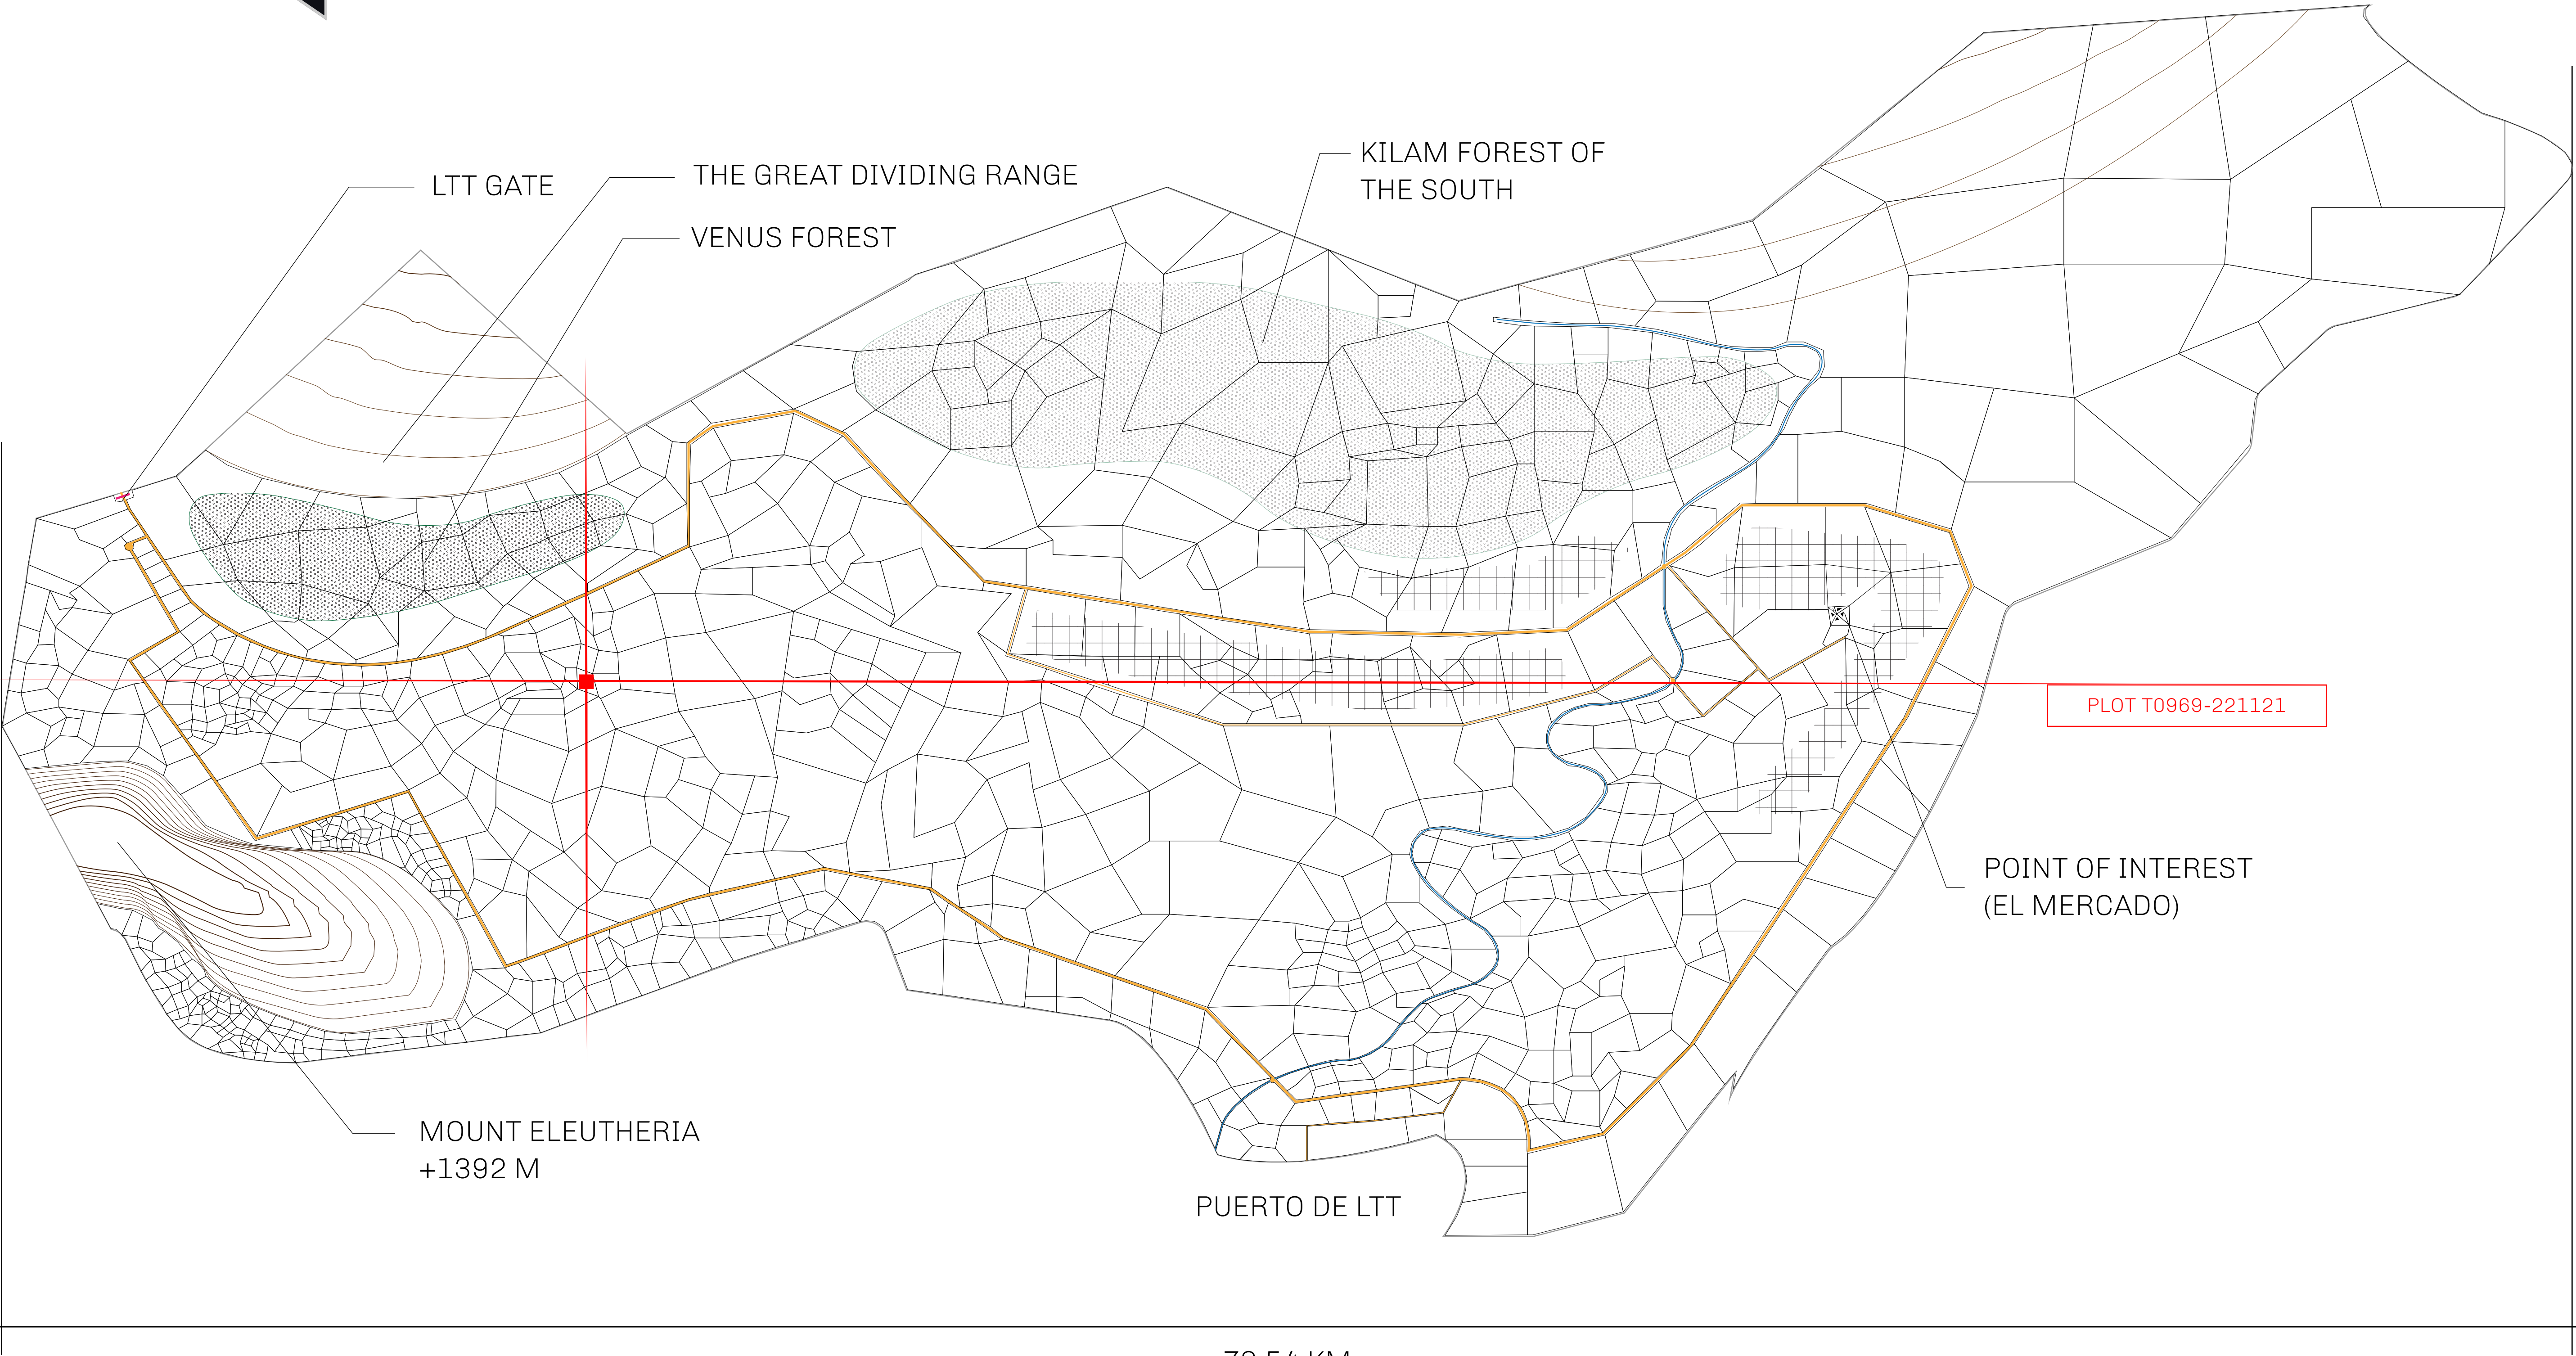 KILAM FOREST OF
THE SOUTH
THE GREAT DIVIDING RANGE
LTT GATE
VENUS FOREST
PLOT T0969-221121
POINT OF INTEREST
(EL MERCADO)
MOUNT ELEUTHERIA
+1392 M
PUERTO DE LTT
KM